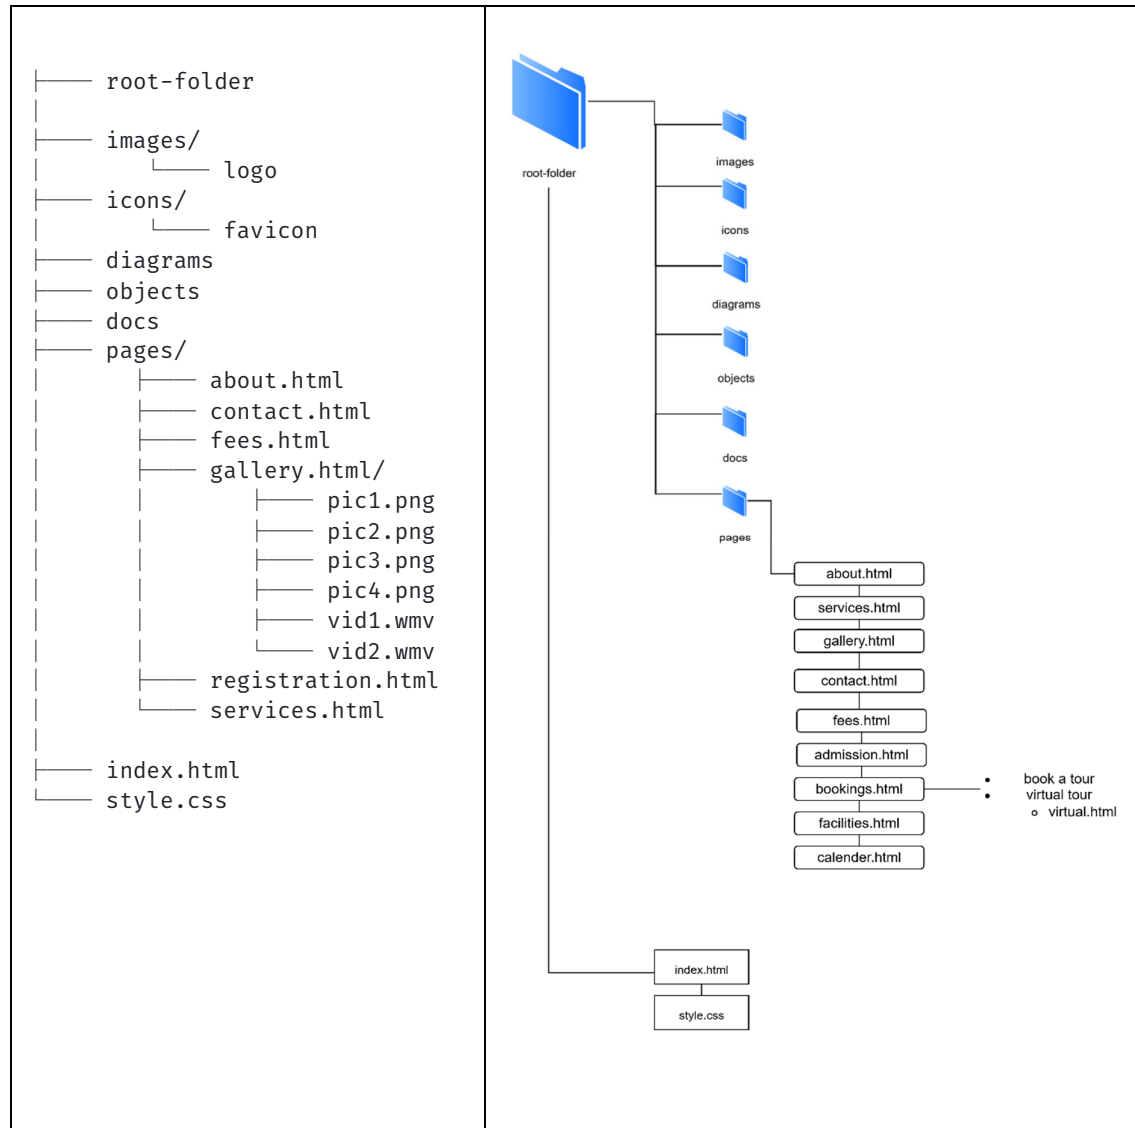 root-folder
images/
logo
icons/
favicon
diagrams
objects
docs
pages/
about.html
contact.html
fees.html
gallery.html/
pic1.png
pic2.png
pic3.png
pic4.png
vid1.wmv
vid2.wmv
registration.html
services.html
index.html
style.css
root-folder
images
icons
diagrams
objects
docs
pages
about.html
services.html
gallery.html
contact.html
fees.html
admission.html
bookings.html
book a tour
virtual tour
virtual.html
facilities.html
calender.html
index.html
style.css